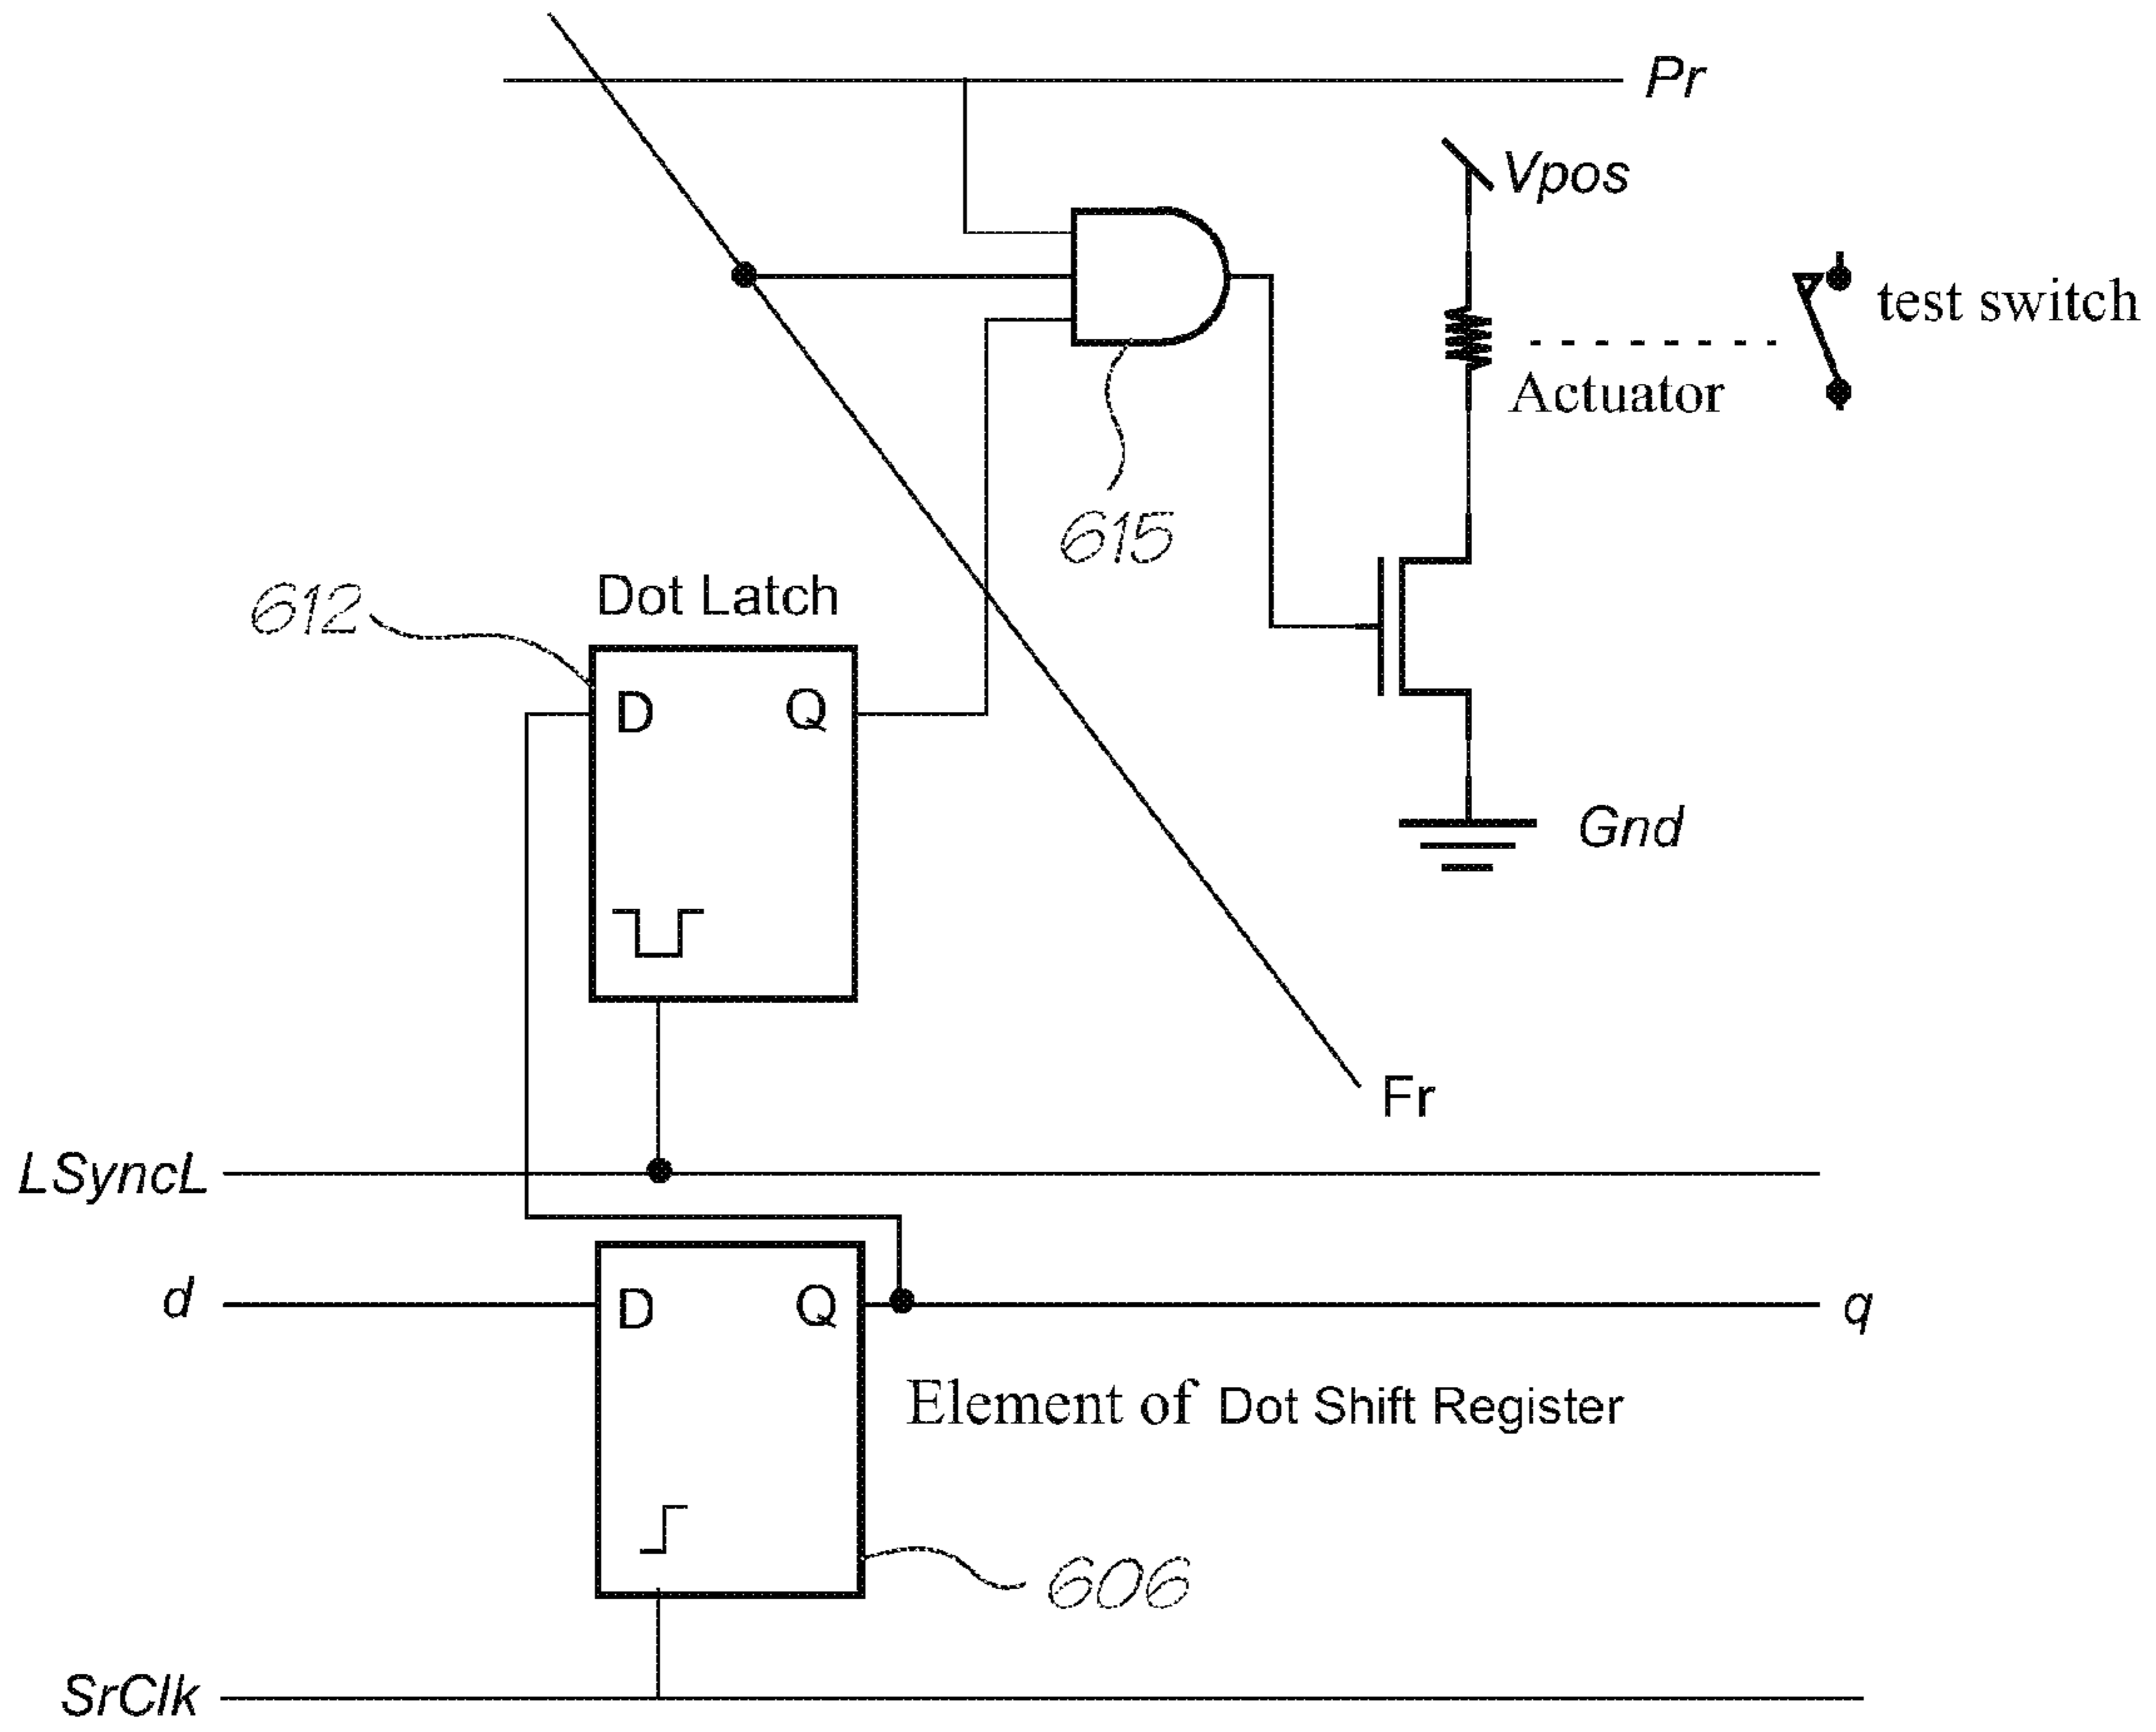 Pr
Vpos
test switch
Actuator
615
612
Dot Latch
D
Q
Gnd
Fr
LSyncL
d
D
Q
q
Element of Dot Shift Register
606
SrClk